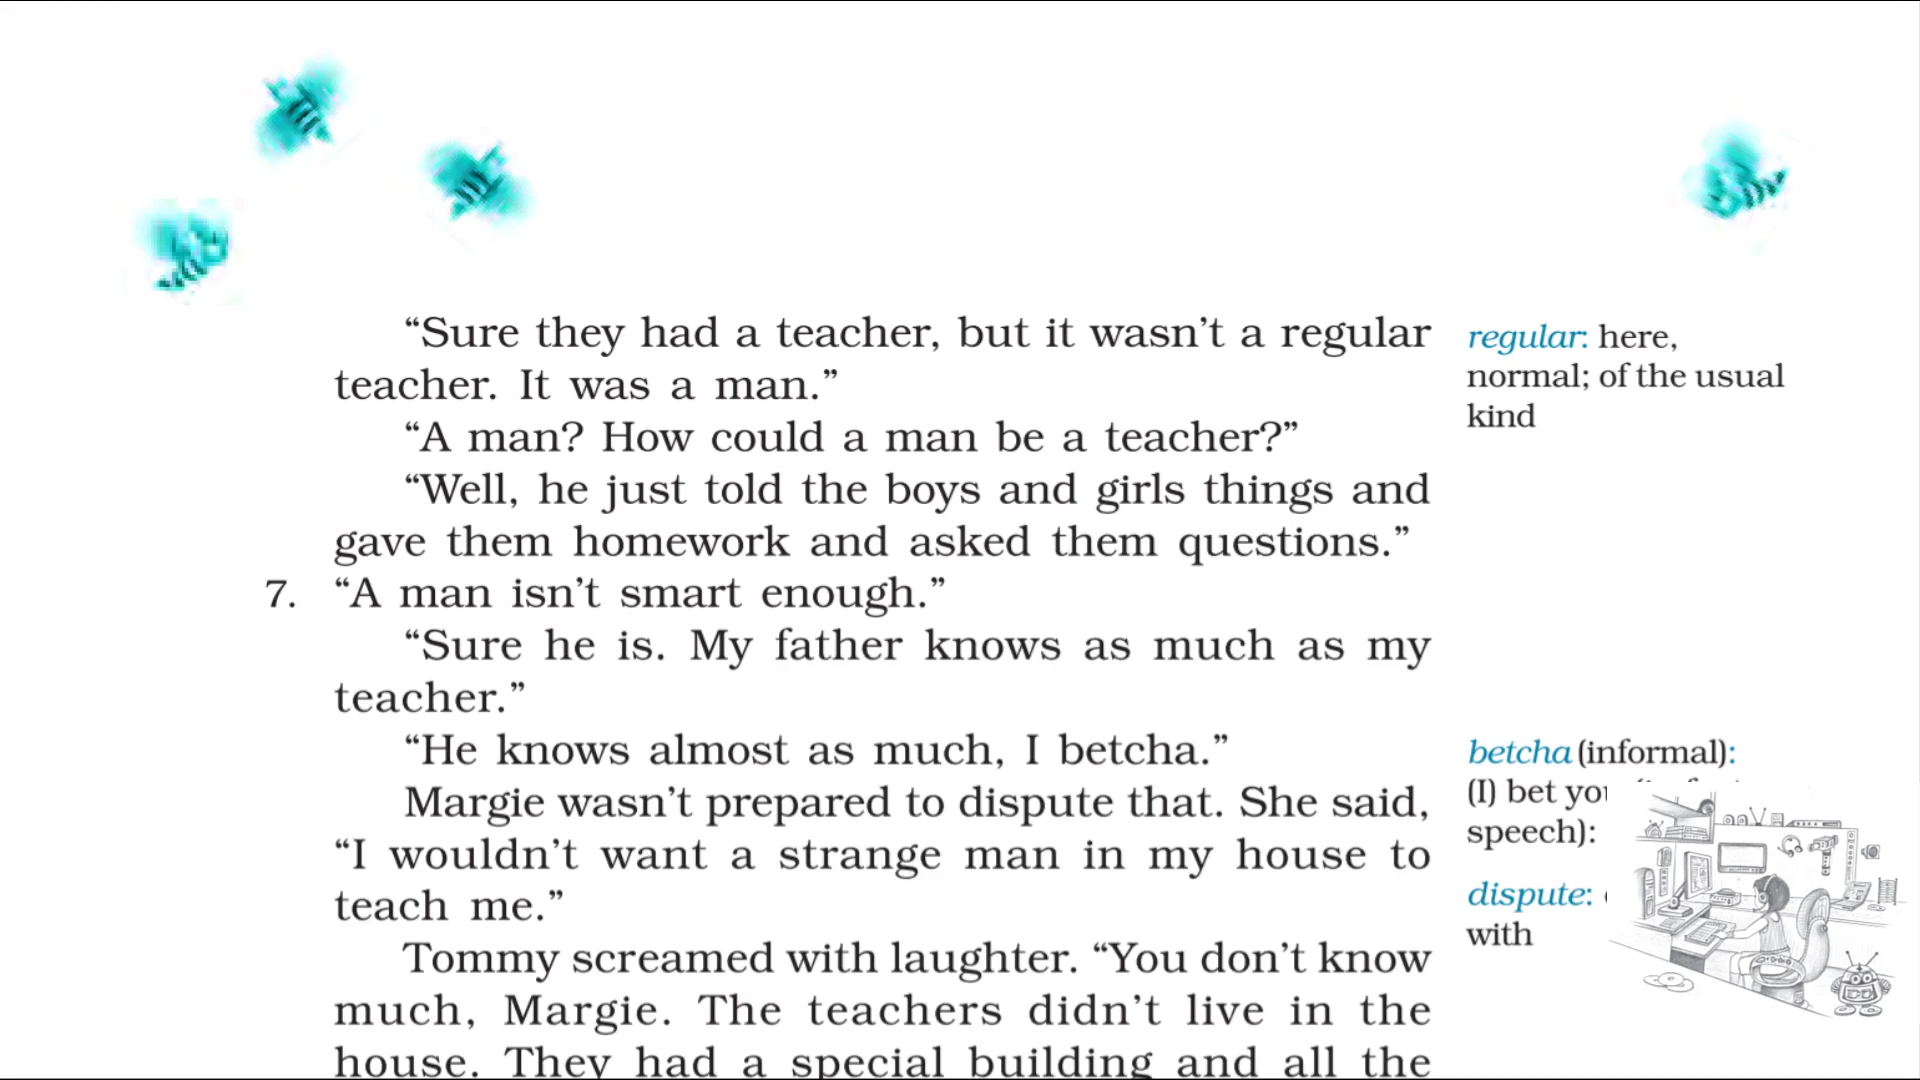 “Sure they had a teacher, but it wasn’t a regular
teacher. It was a man.”
“A man? How could a man be a teacher?”
“Well, he just told the boys and girls things and
gave them homework and asked them questions.”
7. “A man isn’t smart enough.”
“Sure he is. My father knows as much as my
teacher.”
“He knows almost as much, I betcha.”
Margie wasn’t prepared to dispute that. She said,
“I wouldn’t want a strange man in my house to
teach me.”
Tommy screamed with laughter. “You don’t know
much, Margie. The teachers didn’t live in the
house. They had a special building and all the
regular: here,
normal; of the usual
kind
betcha (informal):
(I) bet
speech):
dispute:
with